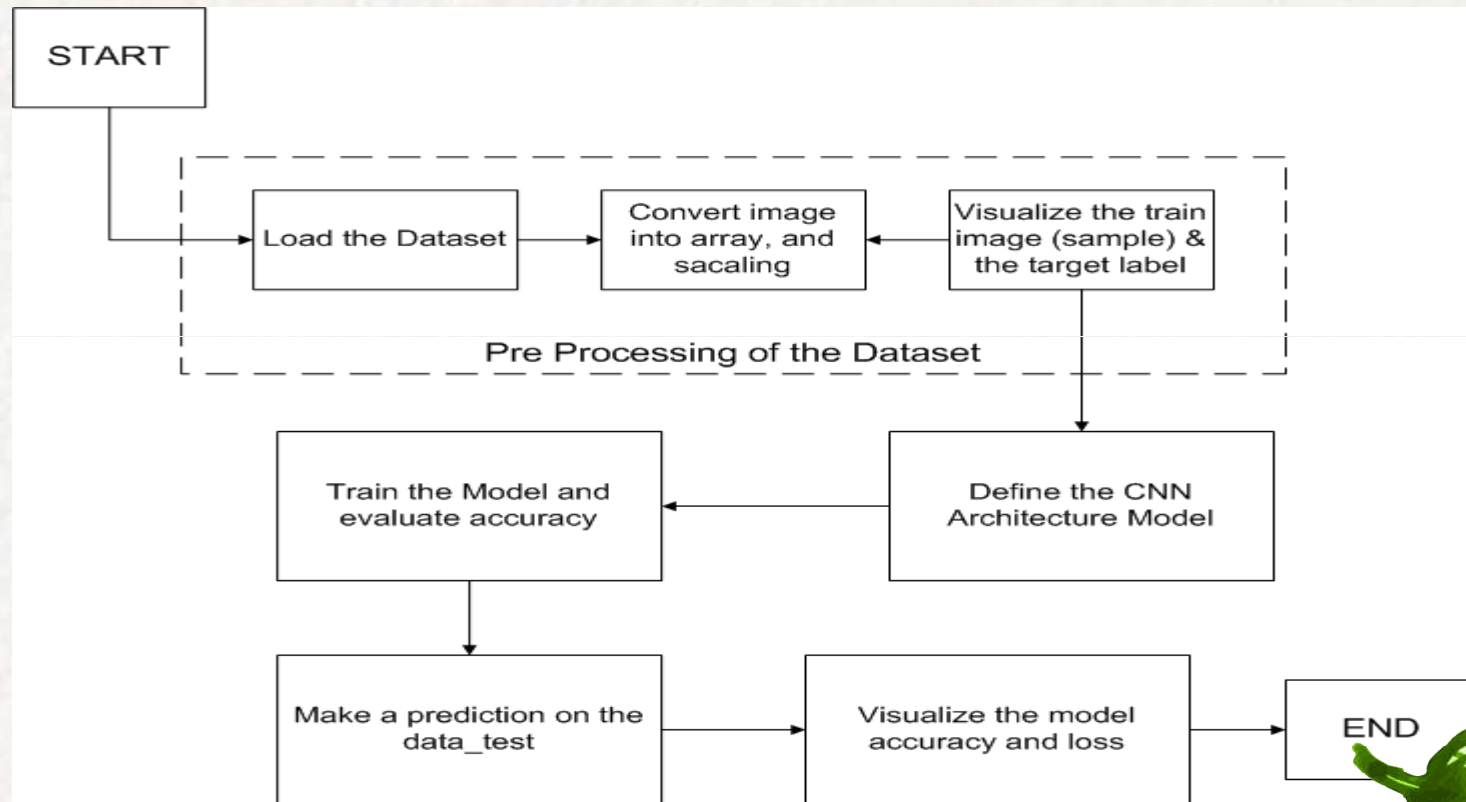 START
Load the Dataset
Convert image
into array, and
sacaling
Visualize the train
image (sample) &
the target label
Pre Processing of the Dataset
Train the Model and
evaluate accuracy
Define the CNN
Architecture Model
Make a prediction on the
data_test
Visualize the model
accuracy and loss
END